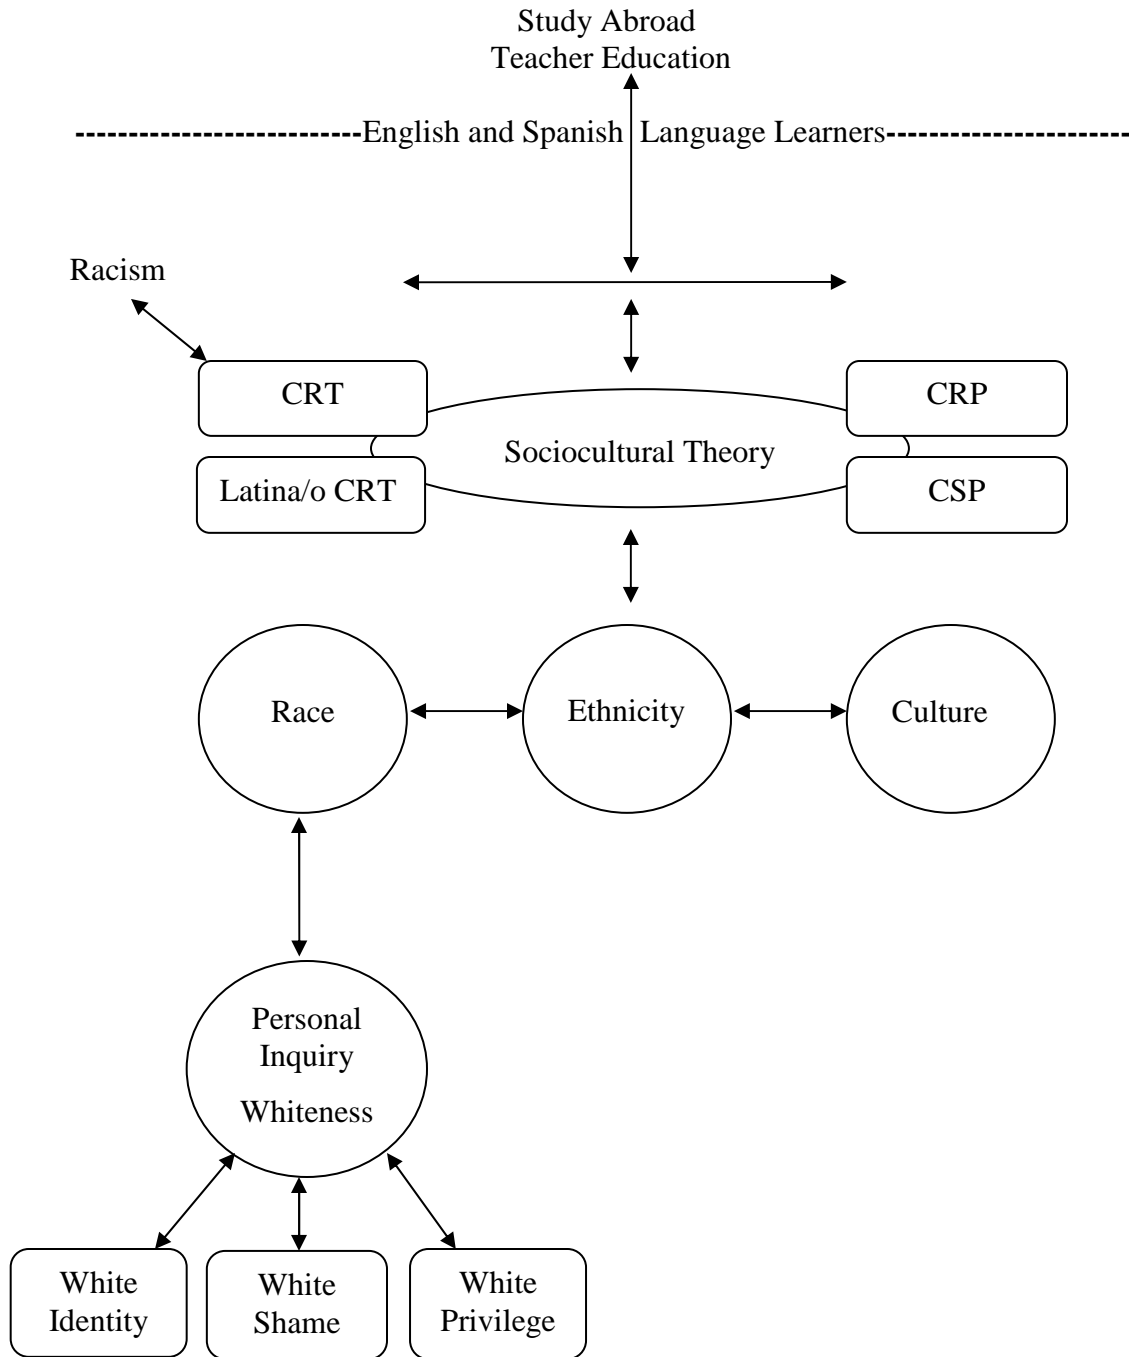 Study Abroad
Teacher Education
English and Spanish Language Learners
Racism
CRT
CRP
Sociocultural Theory
Latina/o CRT
CSP
Race
Ethnicity
Culture
Personal
Inquiry
Whiteness
White
Identity
White
Shame
White
Privilege